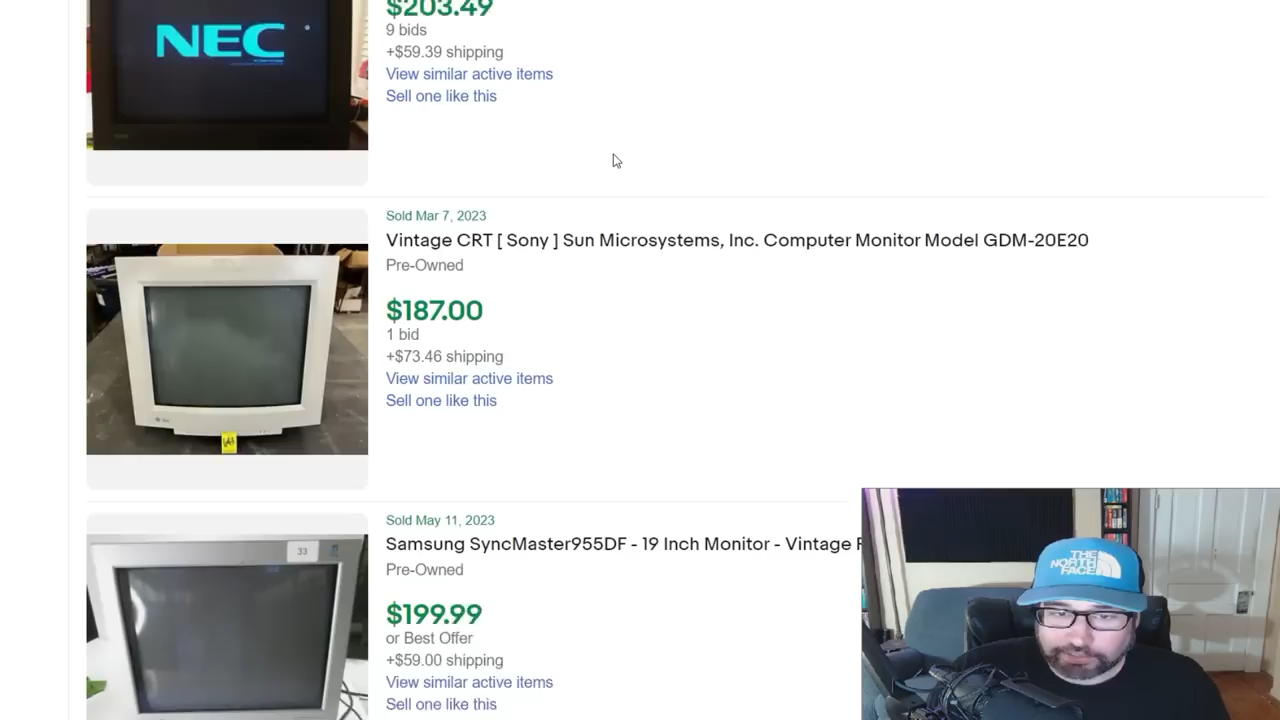 $203.49
NEC
9 bids
+$59.39 shipping
View similar active items
Sell one like this
Sold Mar 7, 2023
Vintage CRT [ Sony ] Sun Microsystems, Inc. Computer Monitor Model GDM-20E20
Pre-Owned
$187.00
1 bid
+$73.46 shipping
View similar active items
Sell one like this
Sold May 11, 2023
Samsung SyncMaster955DF - 19 Inch Monitor - Vintage
33
Pre-Owned
$199.99
or Best Offer
+$59.00 shipping
View similar active items
Sell one like this
THE
NORTH
FACE